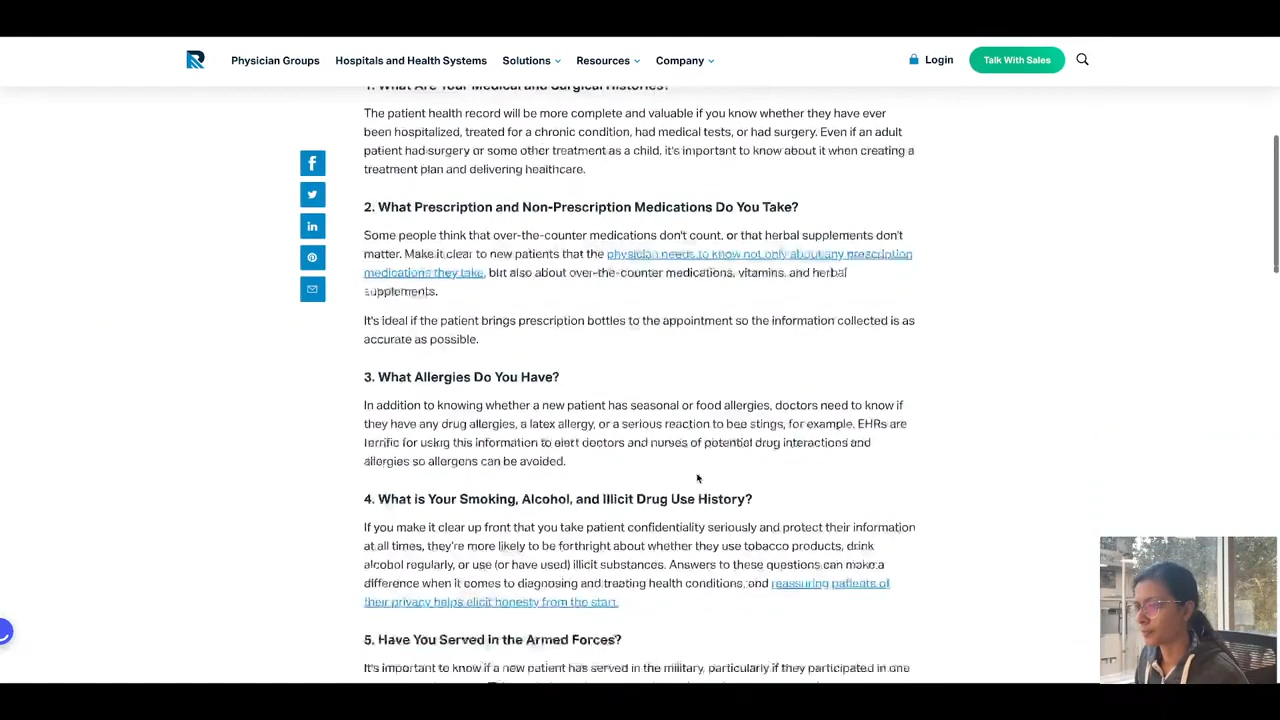 Physician Groups
Hospitals and Health Systems
Solutions
Resources
Company
Login
Talk With Sales
1. What Are Your Medical and Surgical Histories?
The patient health record will be more complete and valuable if you know whether they have ever
been hospitalized, treated for a chronic condition, had medical tests, or had surgery. Even if an adult
patient had surgery or some other treatment as a child, it's important to know about it when creating a
treatment plan and delivering healthcare.
2. What Prescription and Non-Prescription Medications Do You Take?
Some people think that over-the-counter medications don't count, or that herbal supplements don't
matter. Make it clear to new patients that the physician needs to know not only about any prescription
medications they take, but also about over-the-counter medications, vitamins, and herbal
supplements.
It's ideal if the patient brings prescription bottles to the appointment so the information collected is as
accurate as possible.
3. What Allergies Do You Have?
In addition to knowing whether a new patient has seasonal or food allergies, doctors need to know if
they have any drug allergies, a latex allergy, or a serious reaction to bee stings, for example. EHRs are
terrific for using this information to alert doctors and nurses of potential drug interactions and
allergies so allergens can be avoided.
4. What is Your Smoking, Alcohol, and Illicit Drug Use History?
If you make it clear up front that you take patient confidentiality seriously and protect their information
at all times, they're more likely to be forthright about whether they use tobacco products, drink
alcohol regularly, or use (or have used) illicit substances. Answers to these questions can make a
difference when it comes to diagnosing and treating health conditions, and reassuring patients of
their privacy helps elicit honesty from the start.
5. Have You Served in the Armed Forces?
It's important to know if a new patient has served in the military, particularly if they participated in one